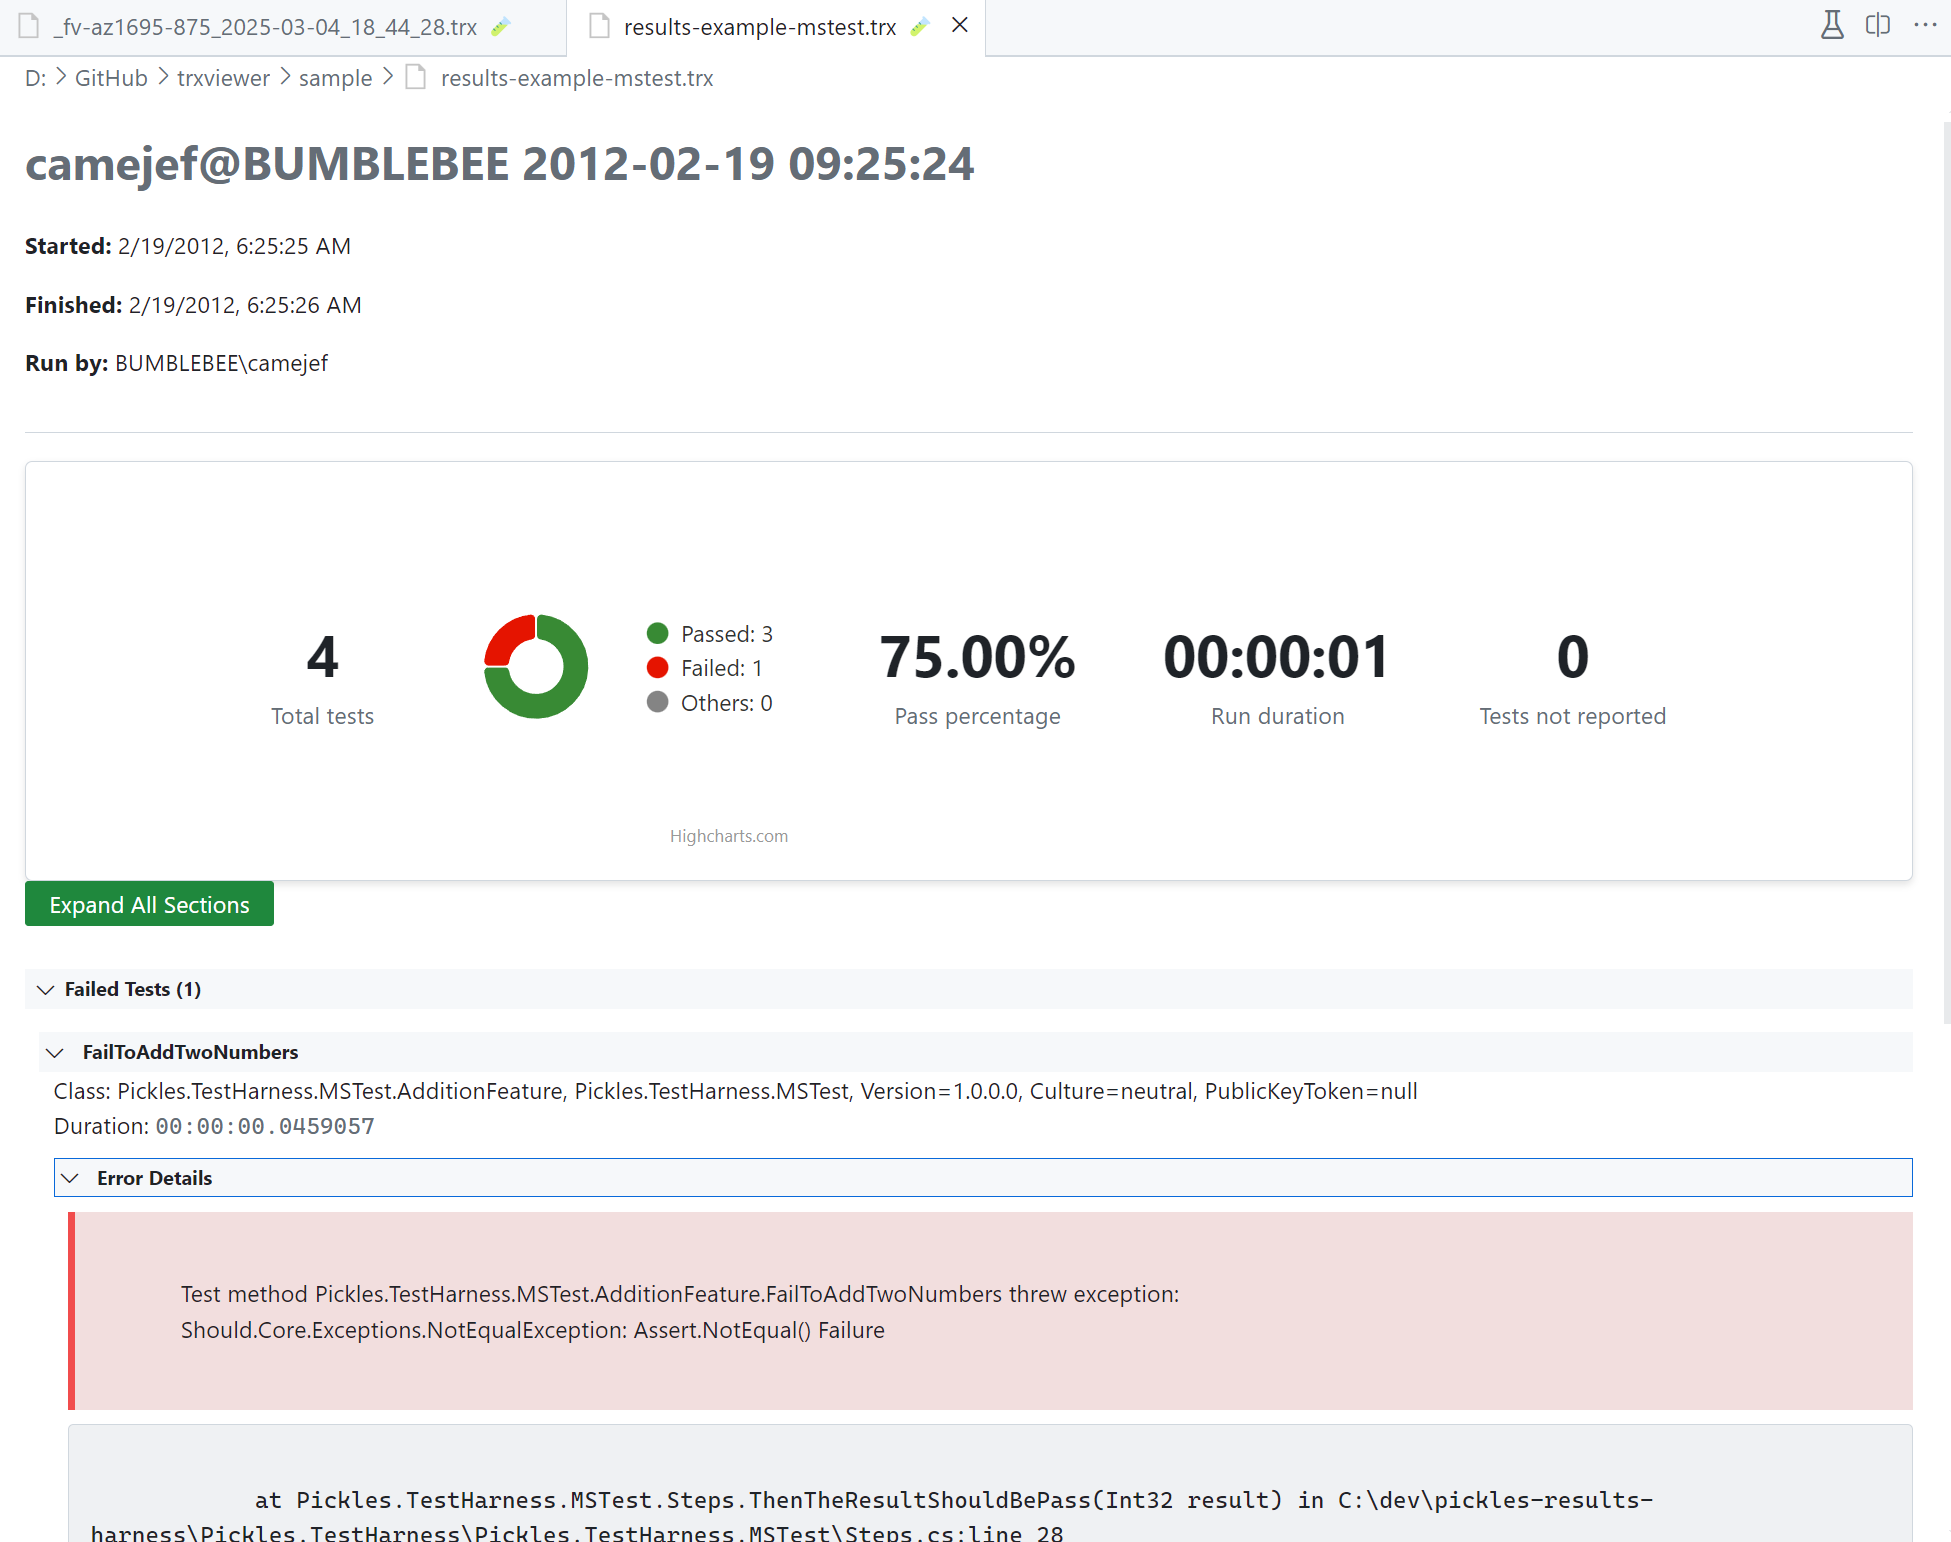 _fv-az1695-875_2025-03-04_18_44_28.trx results-example-mstest.trx
D: > GitHub > trxviewer > sample > results-example-mstest.trx
camejef@BUMBLEBEE 2012-02-19 09:25:24
Started: 2/19/2012, 6:25:25 AM
Finished: 2/19/2012, 6:25:26 AM
Run by: BUMBLEBEE\camejef
4
Total tests
Passed: 3
Failed: 1
Others: 0
75.00%
Pass percentage
00:00:01
Run duration
0
Tests not reported
Highcharts.com
Expand All Sections
Failed Tests (1)
FailToAddTwoNumbers
Class: Pickles.TestHarness.MSTest.AdditionFeature, Pickles.TestHarness.MSTest, Version=1.0.0.0, Culture=neutral, PublicKeyToken=null
Duration: 00:00:00.0459057
Error Details
Test method Pickles.TestHarness.MSTest.AdditionFeature.FailToAddTwoNumbers threw exception:
Should.Core.Exceptions.NotEqualException: Assert.NotEqual() Failure
at Pickles.TestHarness.MSTest.Steps.ThenTheResultShouldBePass(Int32 result) in C:\dev\pickles-results-
harness\Pickles.TestHarness\Pickles.TestHarness.MSTest\Steps.cs:line 28